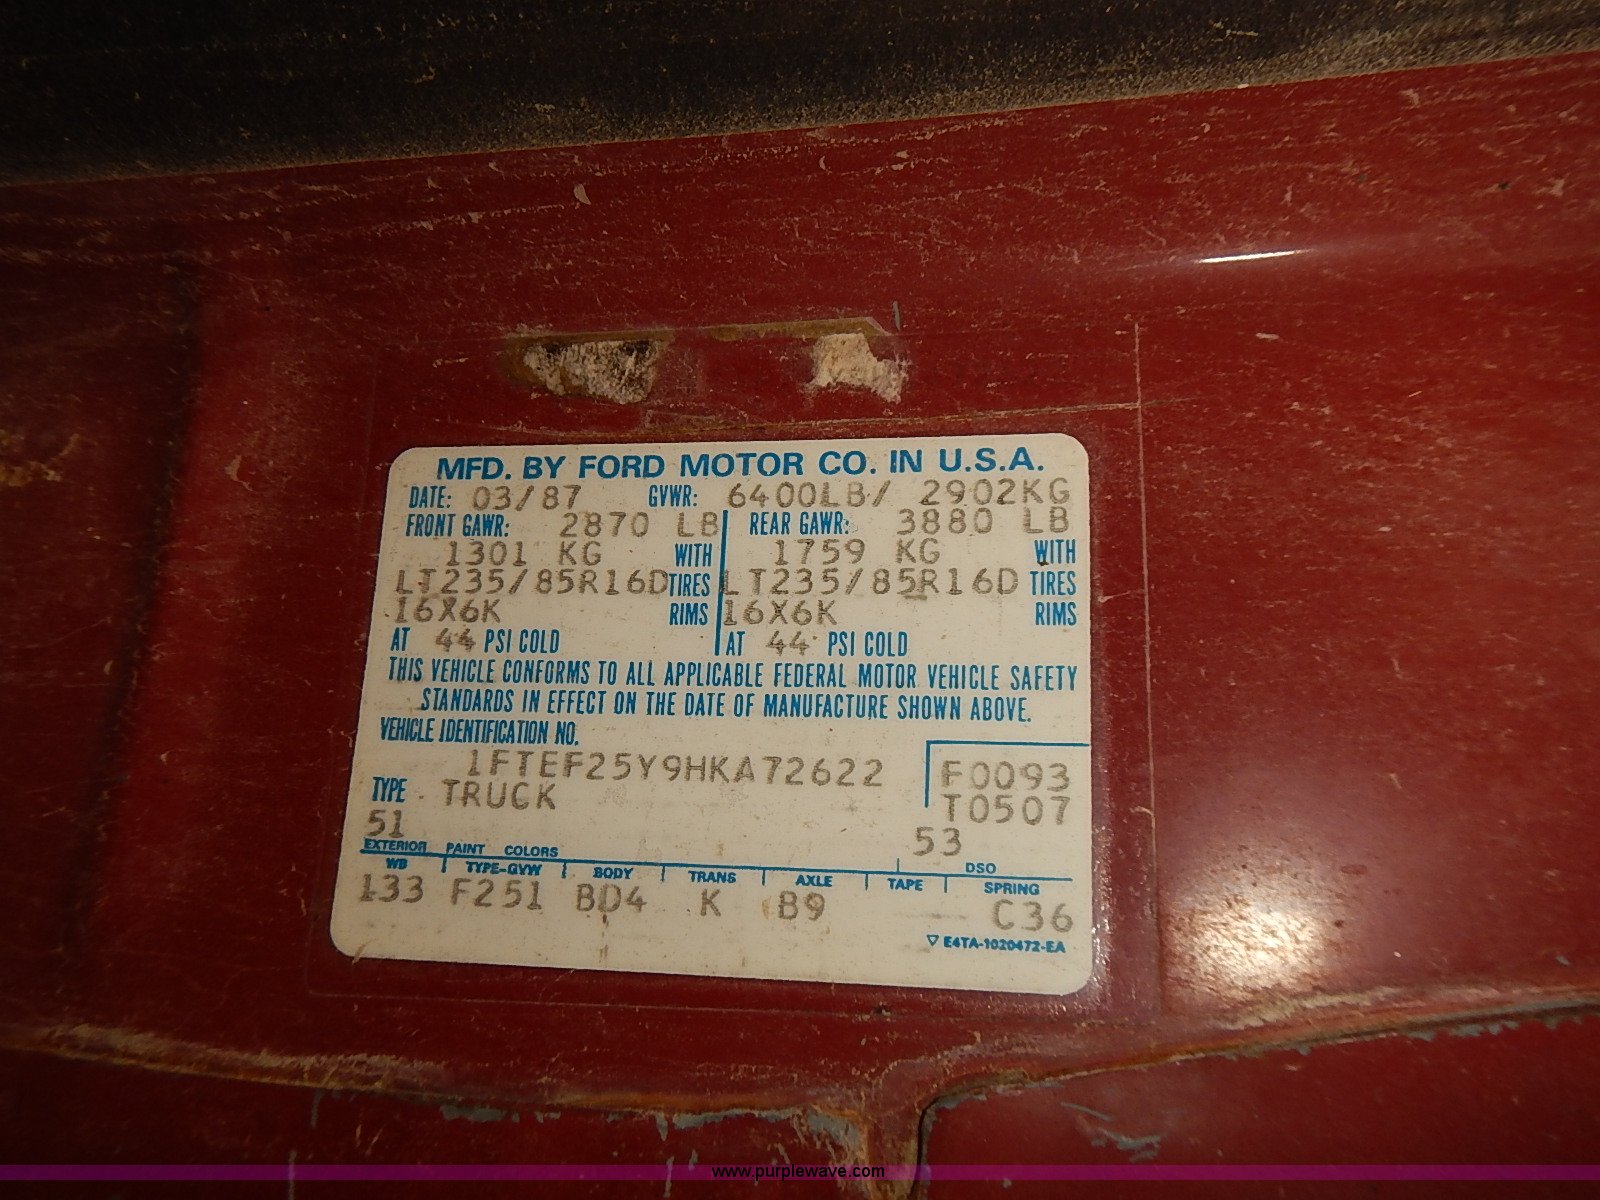 MFD. BY FORD MOTOR CO. IN U.S.A.
DATE: 03/87 GVWR: 6400LB/ 2902KG
FRONT GAWR: 2870 LB REAR GAWR: 3880 LB
1301 KG WITH 1759 KG WITH
LT235/85R16D TIRES LT235/85R16D TIRES
16X6K RIMS 16X6K RIMS
AT 44 PSI COLD AT 44 PSI COLD
THIS VEHICLE CONFORMS TO ALL APPLICABLE FEDERAL MOTOR VEHICLE SAFETY
STANDARDS IN EFFECT ON THE DATE OF MANUFACTURE SHOWN ABOVE.
VEHICLE IDENTIFICATION NO.
1FTEF25Y9HKA72622 F0093
TYPE TRUCK T0507
51 53
EXTERIOR PAINT COLORS DSO
WB TYPE-GVW BODY TRANS AXLE TAPE SPRING
133 F251 BD4 K B9 C36
▽ E4TA-1020472-EA
www.purplewave.com